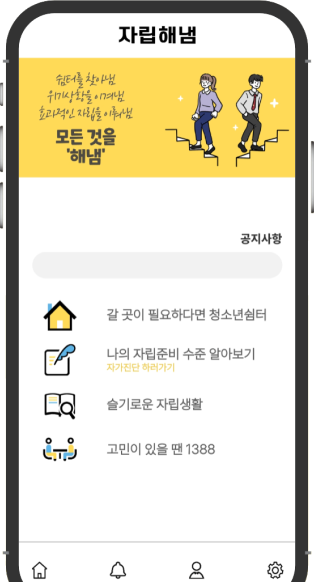 자립해냄
쉼터를 찾아냄
위기상황을 이겨냄
효과적인 자립을 이뤄냄
모든 것을
'해냄'
공지사항
갈 곳이 필요하다면 청소년쉼터
나의 자립준비 수준 알아보기
자가진단 하러가기
슬기로운 자립생활
고민이 있을 땐 1388